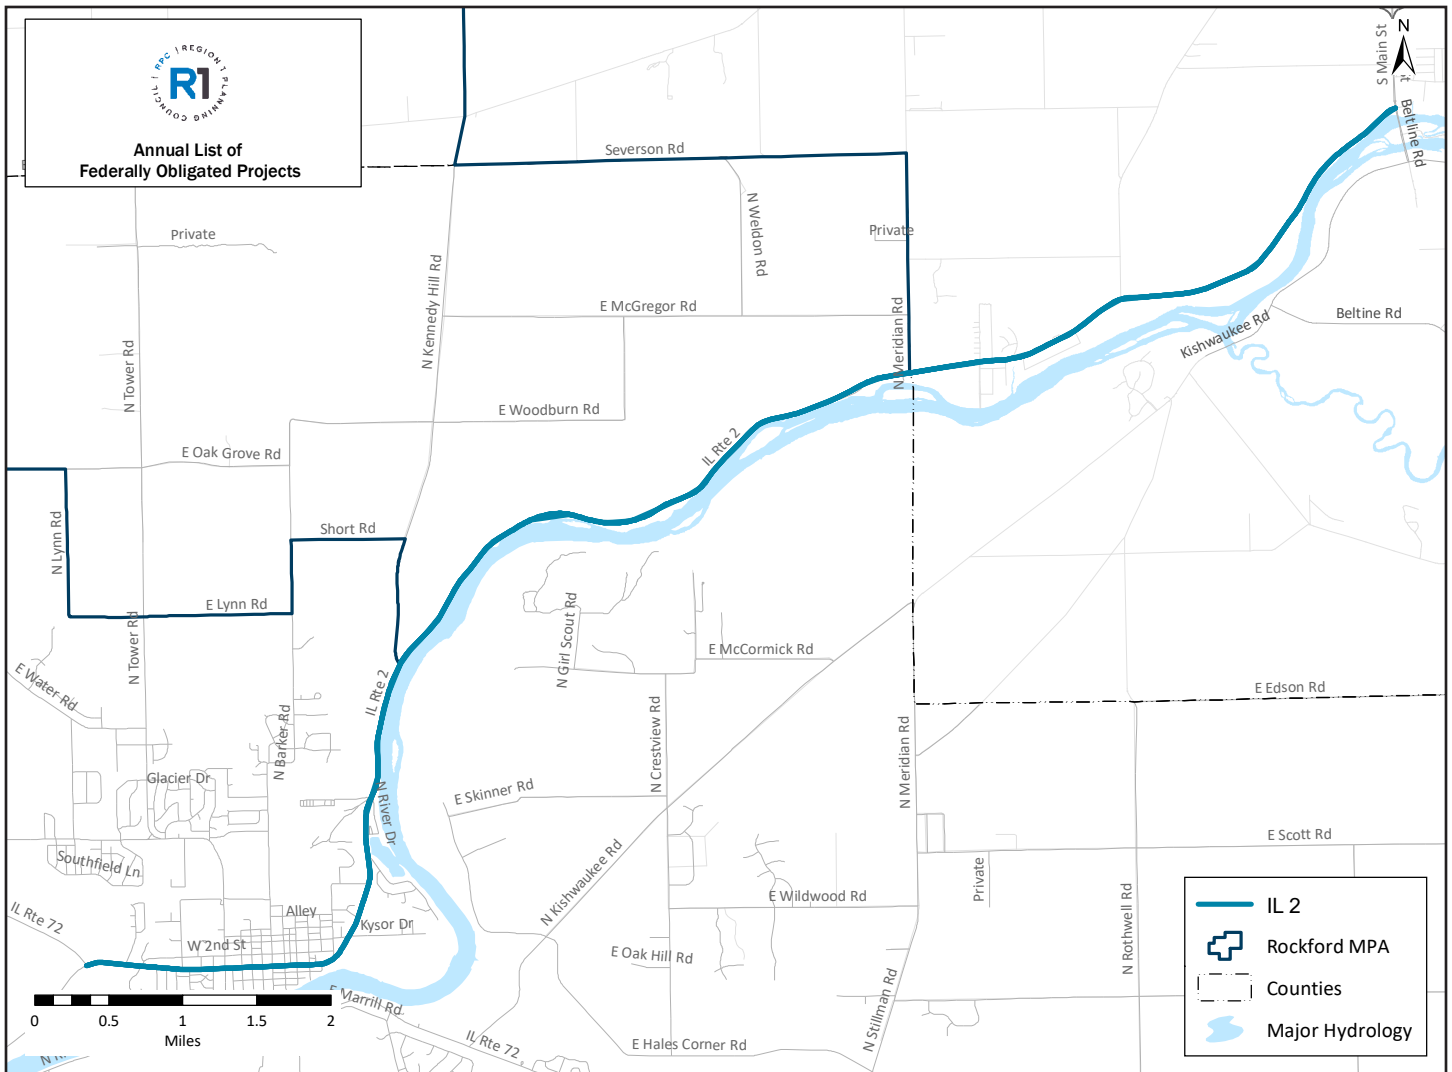 RPC | REGION 1 PLANNING COUNCIL |
R1
Annual List of
Federally Obligated Projects
N
S Main St
it
Beltline Rd
Severson Rd
Private
N Weldon Rd
Private
N Kennedy Hill Rd
E McGregor Rd
N Meridian Rd
Beltine Rd
Kishwaukee Rd
N Tower Rd
E Woodburn Rd
IL Rte 2
E Oak Grove Rd
N Lynn Rd
Short Rd
E Lynn Rd
N Tower Rd
N Girl Scout Rd
E McCormick Rd
E Water Rd
IL Rte 2
E Edson Rd
N Barker Rd
N Crestview Rd
N Meridian Rd
Glacier Dr
N River Dr
E Skinner Rd
E Scott Rd
Southfield Ln
N Kishwaukee Rd
Private
E Wildwood Rd
IL Rte 72
Alley
Kysor Dr
W 2nd St
N Rothwell Rd
E Oak Hill Rd
N Stillman Rd
E Marrill Rd
IL Rte 72
E Hales Corner Rd
0 0.5 1 1.5 2
Miles
IL 2
Rockford MPA
Counties
Major Hydrology